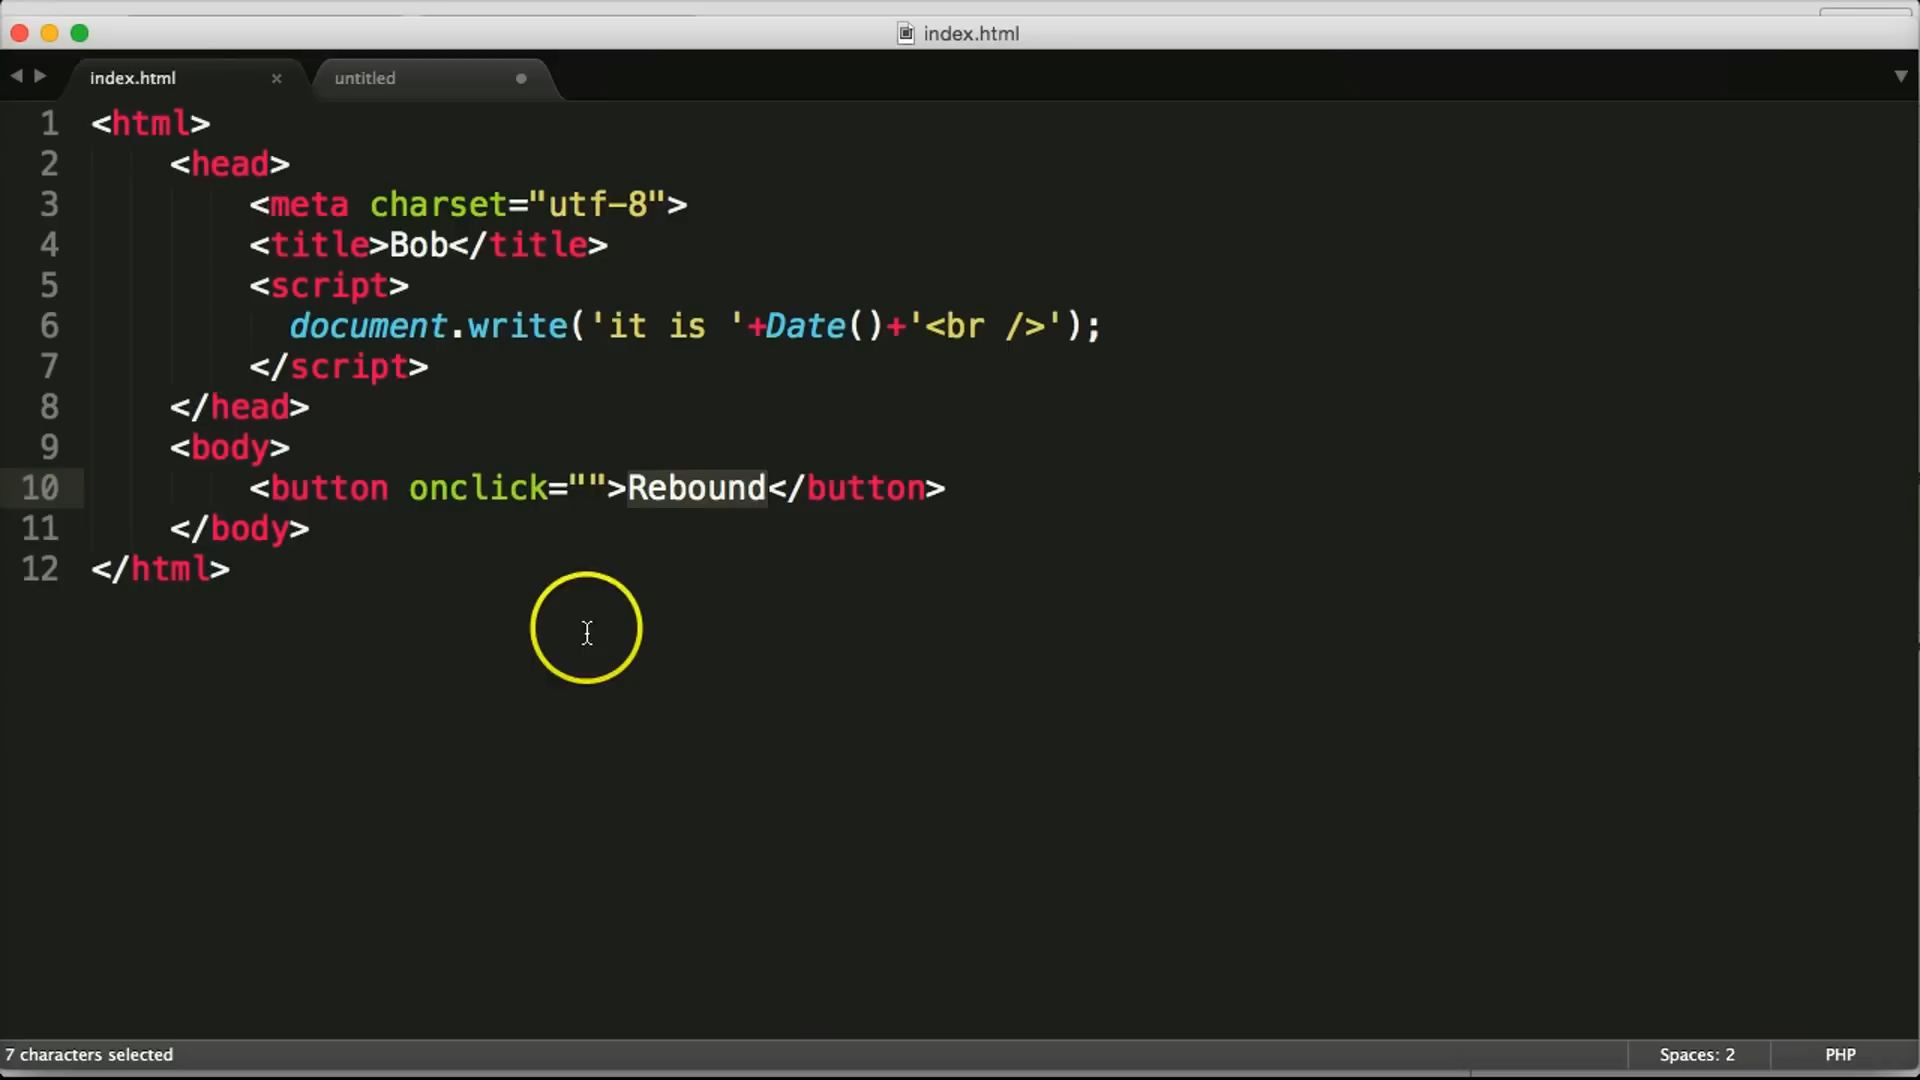 index.html
index.html
untitled
1 <html>
2 <head>
3 <meta charset="utf-8">
4 <title>Bob</title>
5 <script>
6 document.write('it is '+Date()+'<br />');
7 </script>
8 </head>
9 <body>
10 <button onclick="">Rebound</button>
11 </body>
12 </html>
7 characters selected
Spaces: 2
PHP